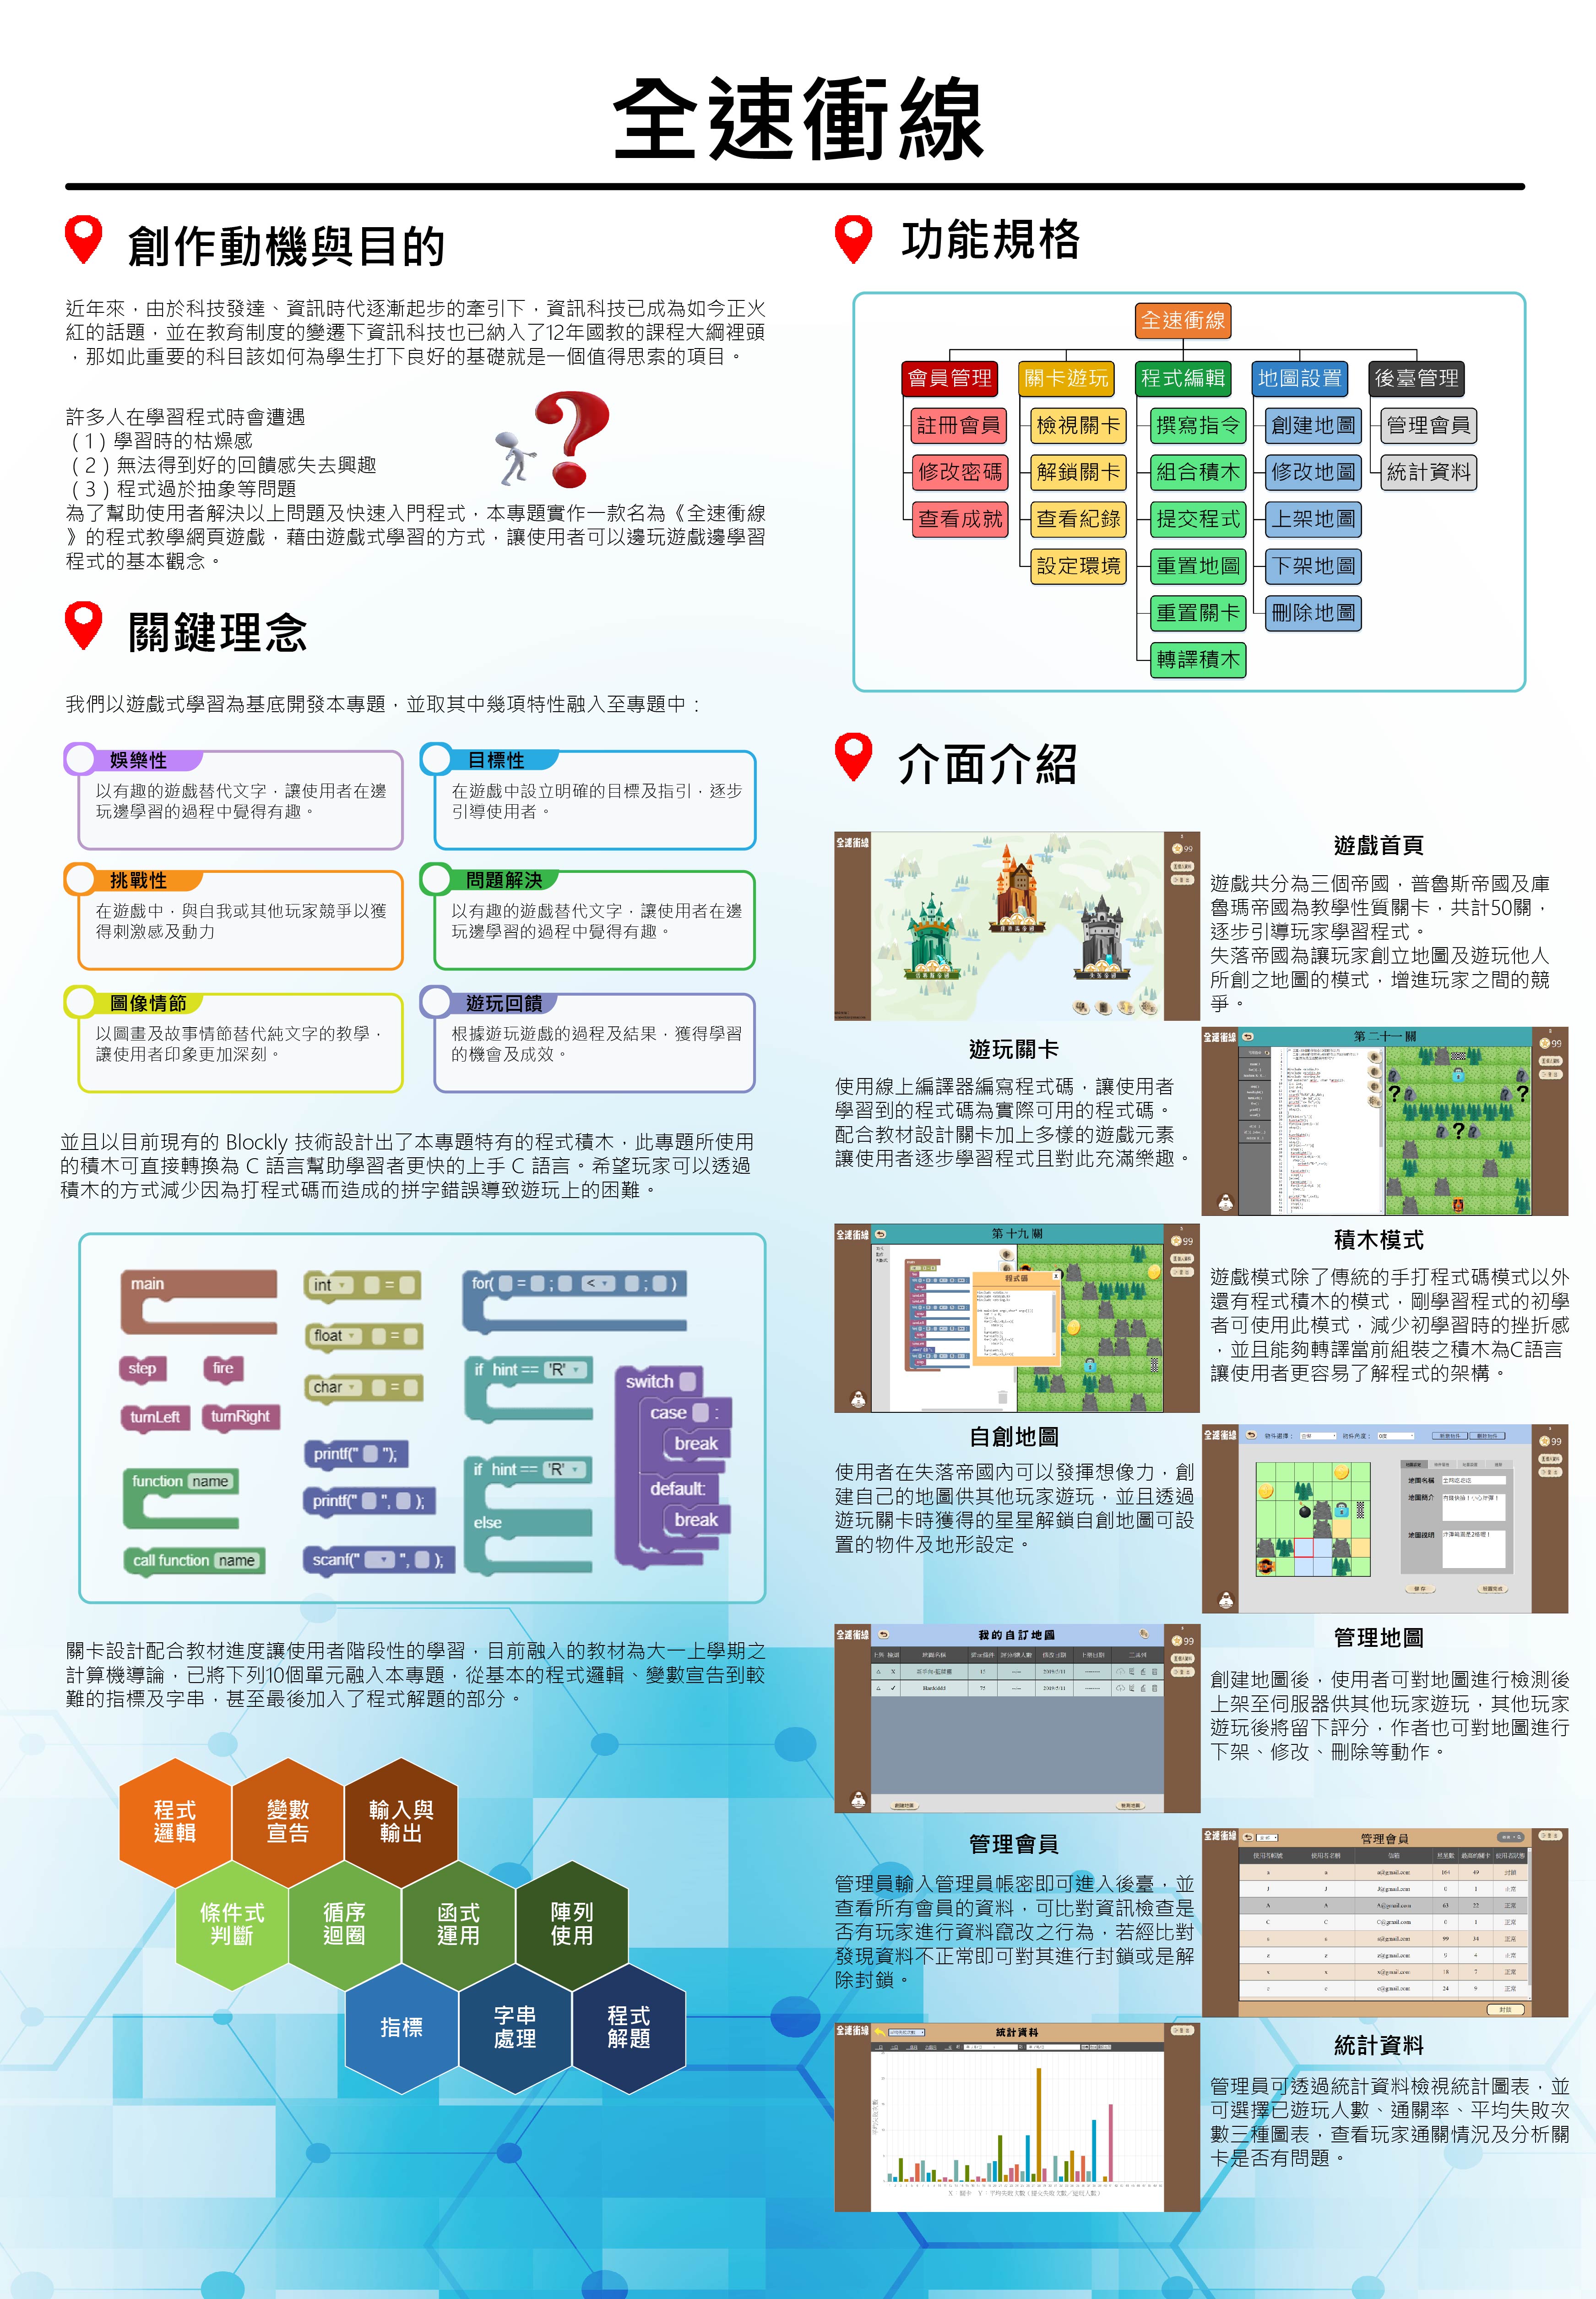 全速衝線
創作動機與目的
近年來，由於科技發達、資訊時代逐漸起步的牽引下，資訊科技已成為如今正火
紅的話題，並在教育制度的變遷下資訊科技也已納入了12年國教的課程大綱裡頭
，那如此重要的科目該如何為學生打下良好的基礎就是一個值得思索的項目。
許多人在學習程式時會遭遇
（1）學習時的枯燥感
（2）無法得到好的回饋感失去興趣
（3）程式過於抽象等問題
為了幫助使用者解決以上問題及快速入門程式，本專題實作一款名為《全速衝線
》的程式教學網頁遊戲，藉由遊戲式學習的方式，讓使用者可以邊玩遊戲邊學習
程式的基本觀念。
關鍵理念
我們以遊戲式學習為基底開發本專題，並取其中幾項特性融入至專題中：
娛樂性
以有趣的遊戲替代文字，讓使用者在邊
玩邊學習的過程中覺得有趣。
目標性
在遊戲中設立明確的目標及指引，逐步
引導使用者。
挑戰性
在遊戲中，與自我或其他玩家競爭以獲
得刺激感及動力
問題解決
以有趣的遊戲替代文字，讓使用者在邊
玩邊學習的過程中覺得有趣。
圖像情節
以圖畫及故事情節替代純文字的教學，
讓使用者印象更加深刻。
遊玩回饋
根據遊玩遊戲的過程及結果，獲得學習
的機會及成效。
並且以目前現有的 Blockly 技術設計出了本專題特有的程式積木，此專題所使用
的積木可直接轉換為 C 語言幫助學習者更快的上手 C 語言。希望玩家可以透過
積木的方式減少因為打程式碼而造成的拼字錯誤導致遊玩上的困難。
main
step
fire
turnLeft
turnRight
function name
call function name
int =
float =
char =
printf(" ");
printf(" ", );
scanf(" ", );
for( = ; < ; )
if hint == 'R'
if hint == 'R'
else
switch
case :
break
default:
break
關卡設計配合教材進度讓使用者階段性的學習，目前融入的教材為大一上學期之
計算機導論，已將下列10個單元融入本專題，從基本的程式邏輯、變數宣告到較
難的指標及字串，甚至最後加入了程式解題的部分。
程式
邏輯
變數
宣告
輸入與
輸出
條件式
判斷
循序
迴圈
函式
運用
陣列
使用
指標
字串
處理
程式
解題
功能規格
全速衝線
會員管理
註冊會員
修改密碼
查看成就
關卡遊玩
檢視關卡
解鎖關卡
查看紀錄
設定環境
程式編輯
撰寫指令
組合積木
提交程式
重置地圖
重置關卡
轉譯積木
地圖設置
創建地圖
修改地圖
上架地圖
下架地圖
刪除地圖
後臺管理
管理會員
統計資料
介面介紹
全速衝線
99
遊戲首頁
遊戲共分為三個帝國，普魯斯帝國及庫
魯瑪帝國為教學性質關卡，共計50關，
逐步引導玩家學習程式。
失落帝國為讓玩家創立地圖及遊玩他人
所創之地圖的模式，增進玩家之間的競
爭。
遊玩關卡
使用線上編譯器編寫程式碼，讓使用者
學習到的程式碼為實際可用的程式碼。
配合教材設計關卡加上多樣的遊戲元素
讓使用者逐步學習程式且對此充滿樂趣。
全速衝線
第二十一關
99
全速衝線
第十九關
程式碼
99
積木模式
遊戲模式除了傳統的手打程式碼模式以外
還有程式積木的模式，剛學習程式的初學
者可使用此模式，減少初學習時的挫折感
，並且能夠轉譯當前組裝之積木為C語言
讓使用者更容易了解程式的架構。
自創地圖
使用者在失落帝國內可以發揮想像力，創
建自己的地圖供其他玩家遊玩，並且透過
遊玩關卡時獲得的星星解鎖自創地圖可設
置的物件及地形設定。
全速衝線
99
地圖名稱
地圖簡介
地圖說明
全速衝線
我的自訂地圖
99
管理地圖
創建地圖後，使用者可對地圖進行檢測後
上架至伺服器供其他玩家遊玩，其他玩家
遊玩後將留下評分，作者也可對地圖進行
下架、修改、刪除等動作。
管理會員
管理員輸入管理員帳密即可進入後臺，並
查看所有會員的資料，可比對資訊檢查是
否有玩家進行資料竄改之行為，若經比對
發現資料不正常即可對其進行封鎖或是解
除封鎖。
全速衝線
管理會員
全速衝線
統計資料
統計資料
管理員可透過統計資料檢視統計圖表，並
可選擇已遊玩人數、通關率、平均失敗次
數三種圖表，查看玩家通關情況及分析關
卡是否有問題。